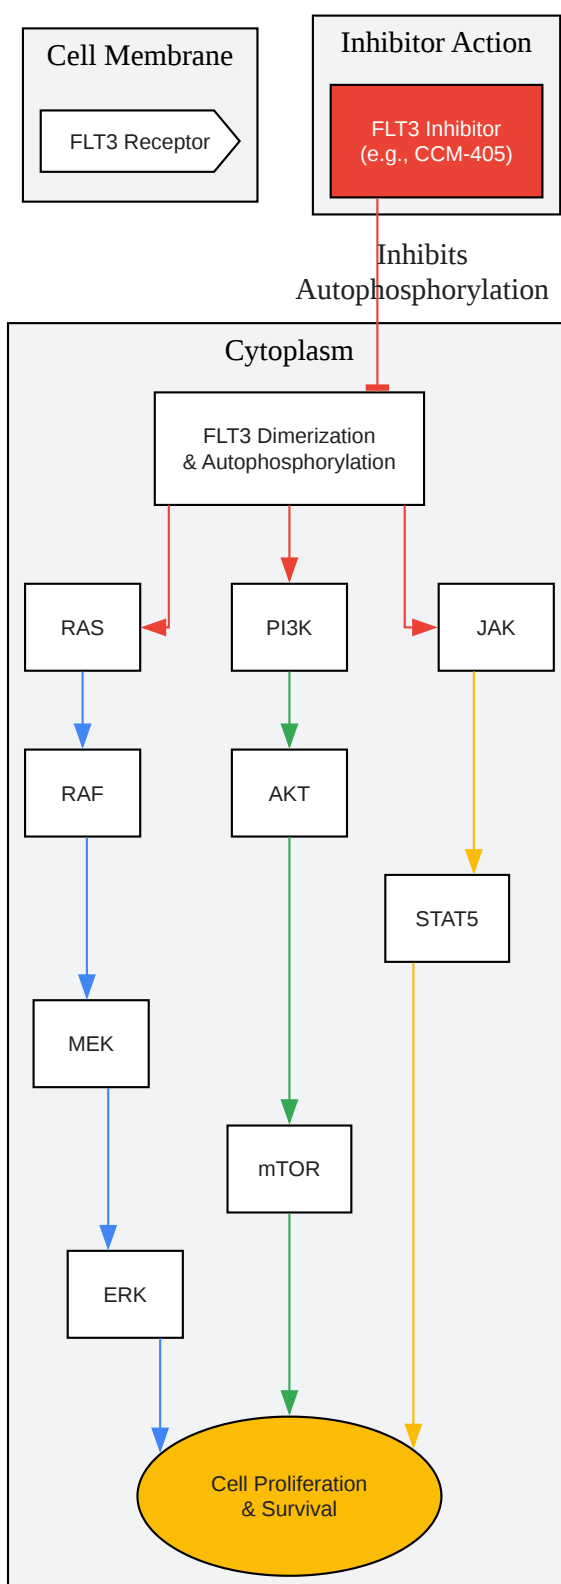 Cell Membrane
FLT3 Receptor
Inhibitor Action
FLT3 Inhibitor
(e.g., CCM-405)
Inhibits
Autophosphorylation
Cytoplasm
FLT3 Dimerization
& Autophosphorylation
RAS
PI3K
JAK
RAF
AKT
STAT5
MEK
mTOR
ERK
Cell Proliferation
& Survival